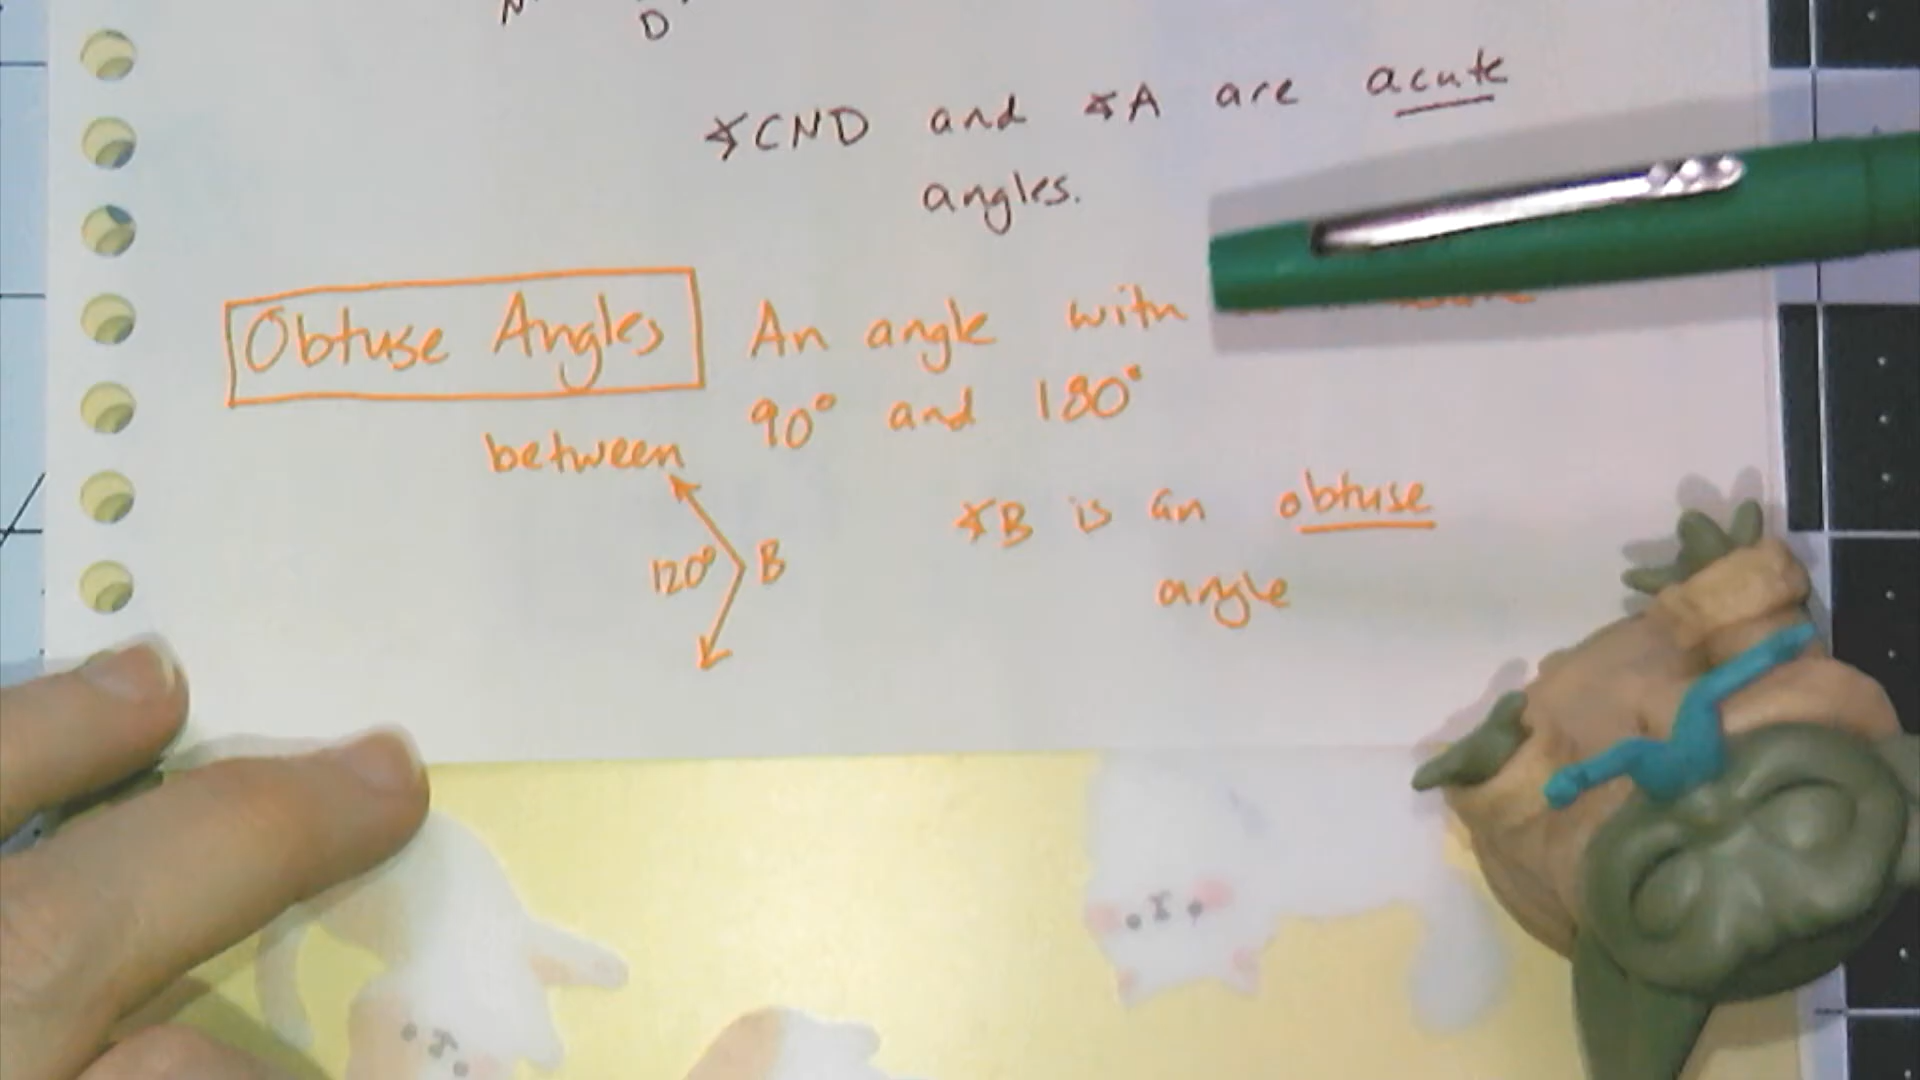 N
D
∡CND and ∡A are acute
angles.
Obtuse Angles An angle with
between 90° and 180°
120° B
∡B is an obtuse
angle